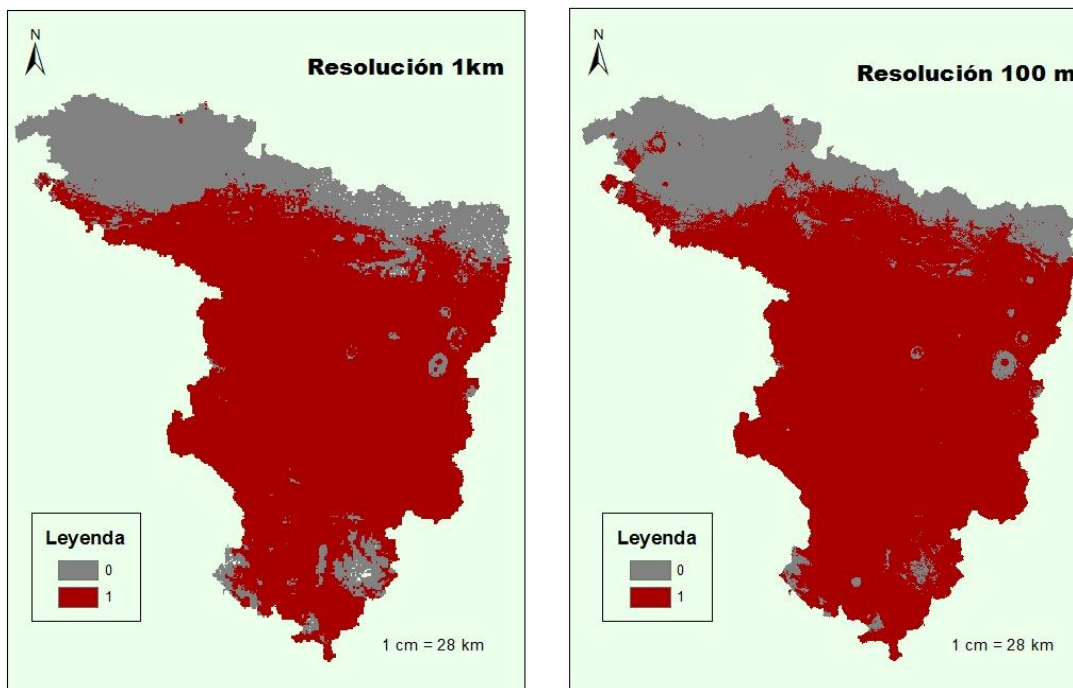 N
Resolución 1km
Leyenda
0
1
1 cm = 28 km
N
Resolución 100 m
Leyenda
0
1
1 cm = 28 km